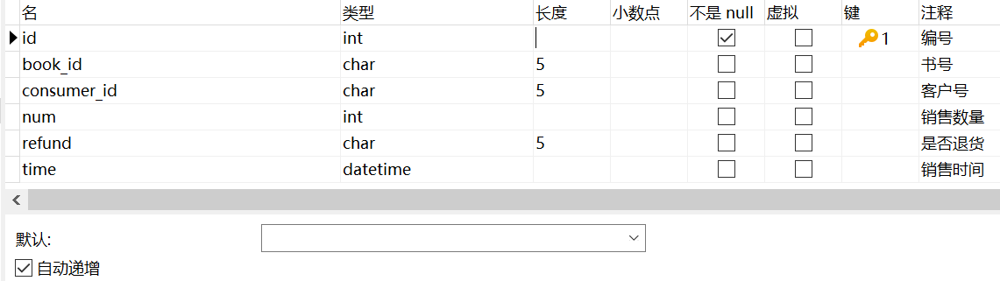 名 类型 长度 小数点 不是 null 虚拟 键 注释
id int 1 编号
book_id char 5 书号
consumer_id char 5 客户号
num int 销售数量
refund char 5 是否退货
time datetime 销售时间
默认:
自动递增